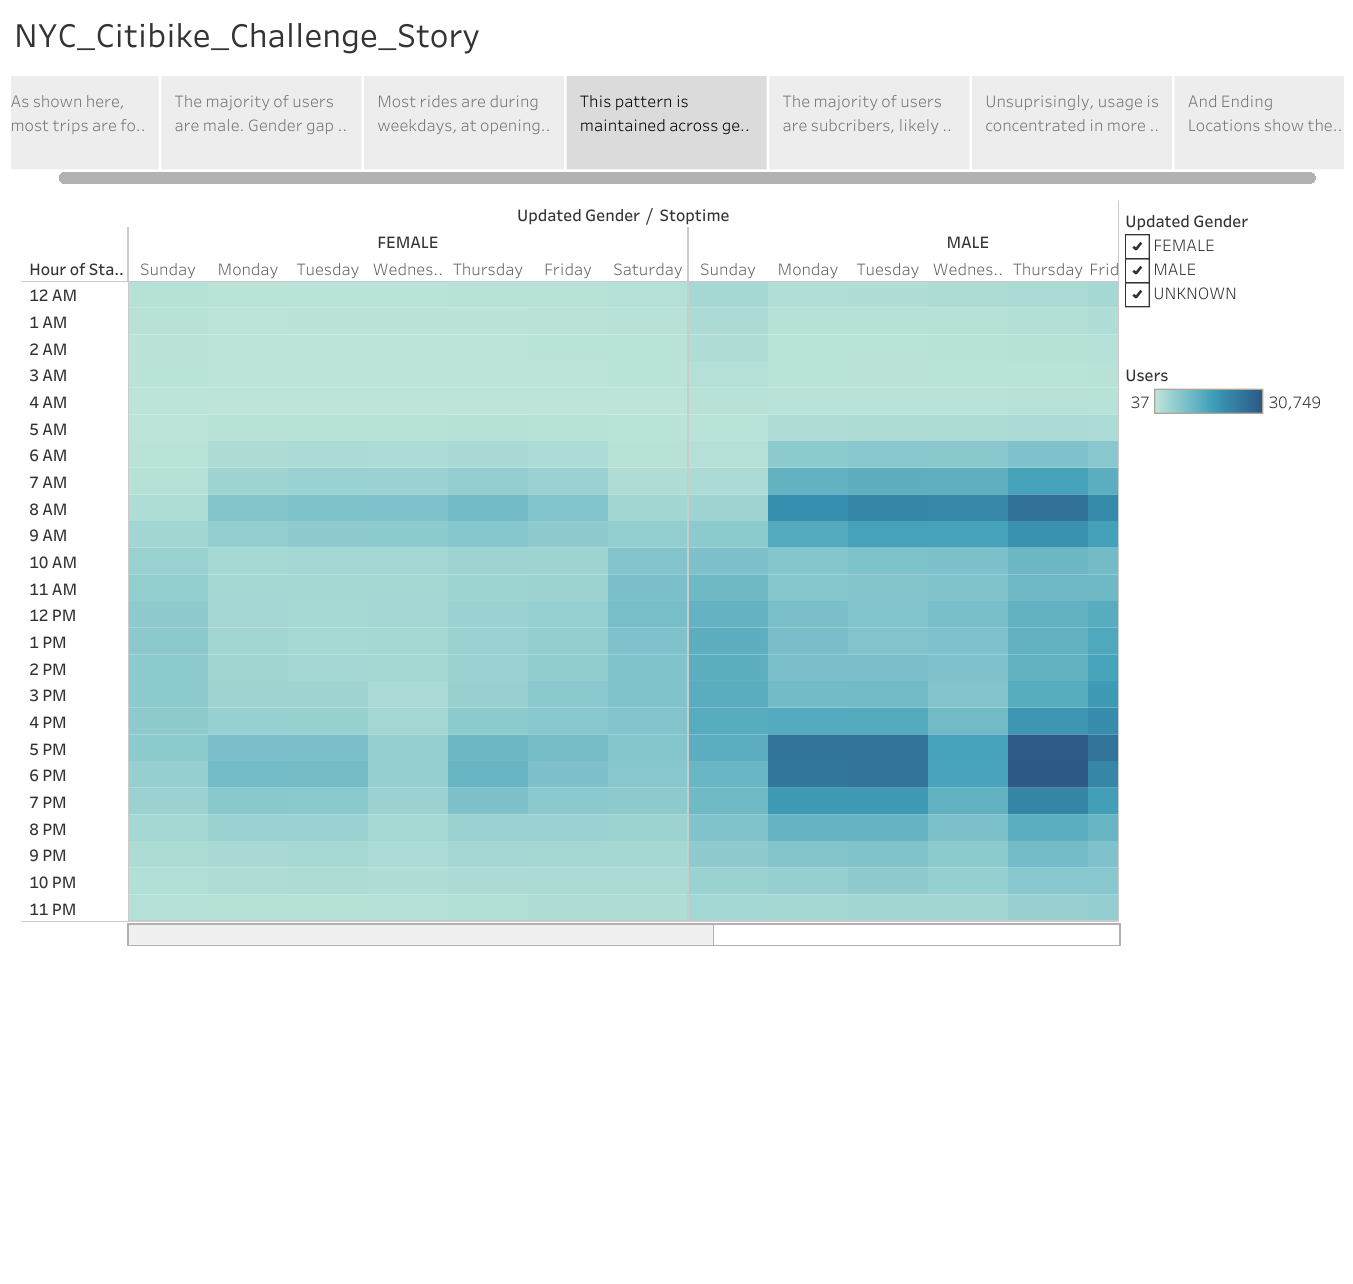 NYC_Citibike_Challenge_Story
As shown here,
most trips are fo..
The majority of users
are male. Gender gap ..
Most rides are during
weekdays, at opening..
This pattern is
maintained across ge..
The majority of users
are subcribers, likely ..
Unsuprisingly, usage is
concentrated in more ..
And Ending
Locations show the..
Updated Gender / Stoptime
FEMALE MALE
Hour of Sta.. Sunday Monday Tuesday Wednes.. Thursday Friday Saturday Sunday Monday Tuesday Wednes.. Thursday Frid
12 AM
1 AM
2 AM
3 AM
4 AM
5 AM
6 AM
7 AM
8 AM
9 AM
10 AM
11 AM
12 PM
1 PM
2 PM
3 PM
4 PM
5 PM
6 PM
7 PM
8 PM
9 PM
10 PM
11 PM
Updated Gender
FEMALE
MALE
UNKNOWN
Users
37 30,749